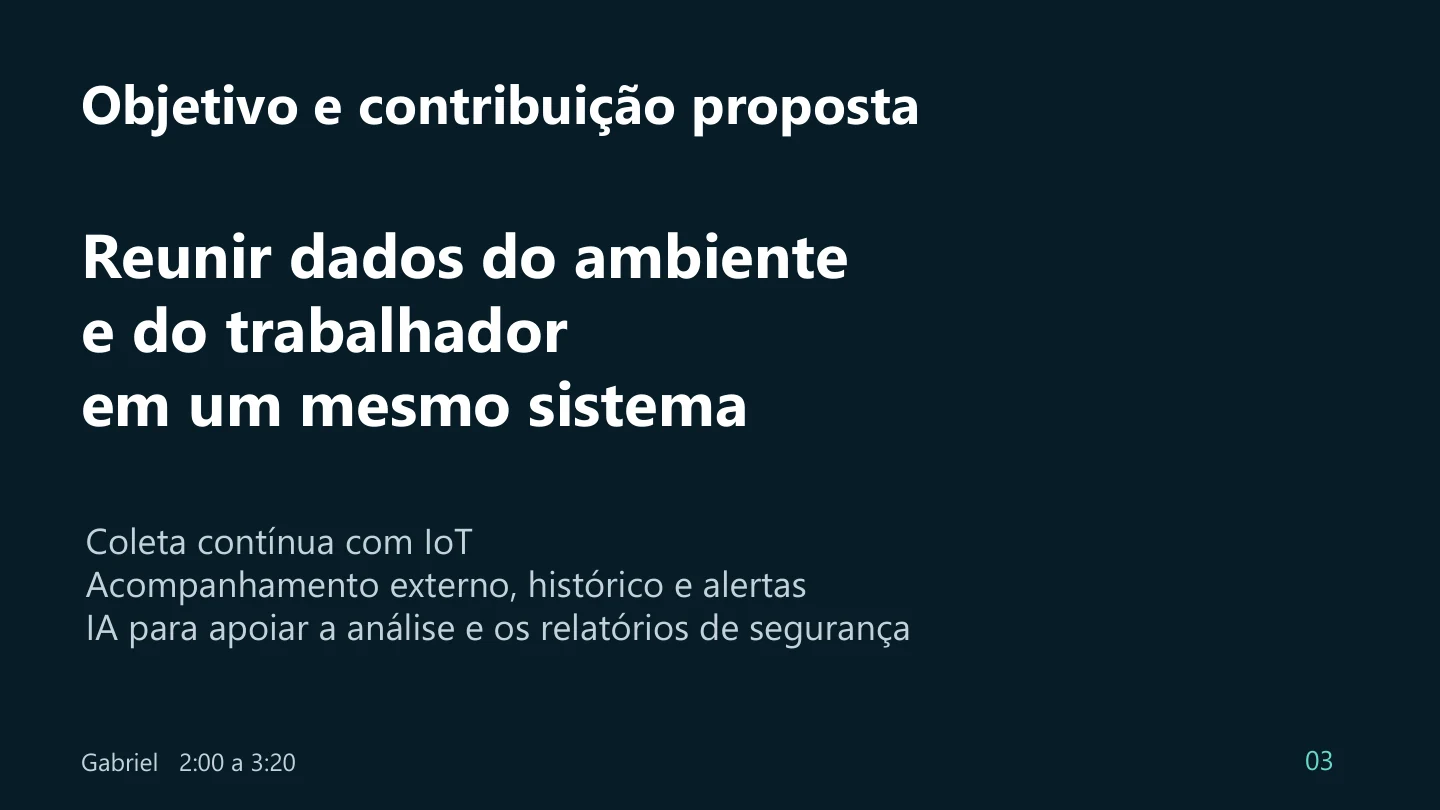 Objetivo e contribuição proposta
Reunir dados do ambiente
e do trabalhador
em um mesmo sistema
Coleta contínua com IoT
Acompanhamento externo, histórico e alertas
IA para apoiar a análise e os relatórios de segurança
Gabriel 2:00 a 3:20
03